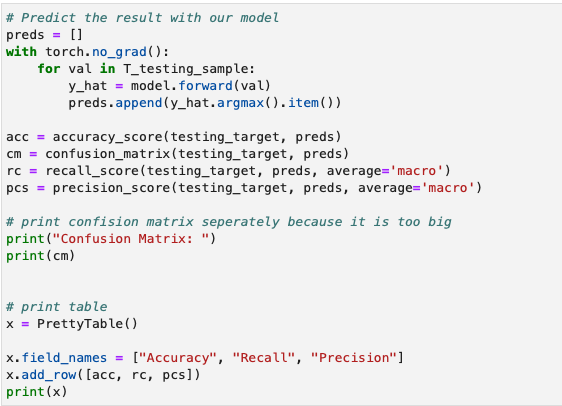 # Predict the result with our model
preds = []
with torch.no_grad():
    for val in T_testing_sample:
        y_hat = model.forward(val)
        preds.append(y_hat.argmax().item())
acc = accuracy_score(testing_target, preds)
cm = confusion_matrix(testing_target, preds)
rc = recall_score(testing_target, preds, average='macro')
pcs = precision_score(testing_target, preds, average='macro')
# print confision matrix seperately because it is too big
print("Confusion Matrix: ")
print(cm)
# print table
x = PrettyTable()
x.field_names = ["Accuracy", "Recall", "Precision"]
x.add_row([acc, rc, pcs])
print(x)